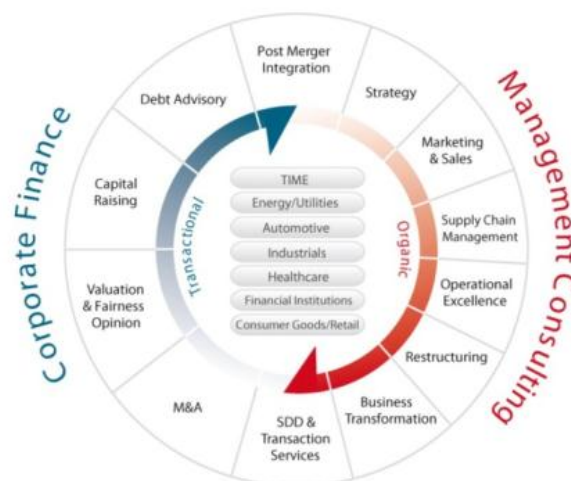 Corporate Finance
Management Consulting
Post Merger
Integration
Strategy
Marketing
& Sales
Supply Chain
Management
Operational
Excellence
Restructuring
Business
Transformation
SDD &
Transaction
Services
M&A
Valuation
& Fairness
Opinion
Capital
Raising
Debt Advisory
Transactional
Organic
TIME
Energy/Utilities
Automotive
Industrials
Healthcare
Financial Institutions
Consumer Goods/Retail